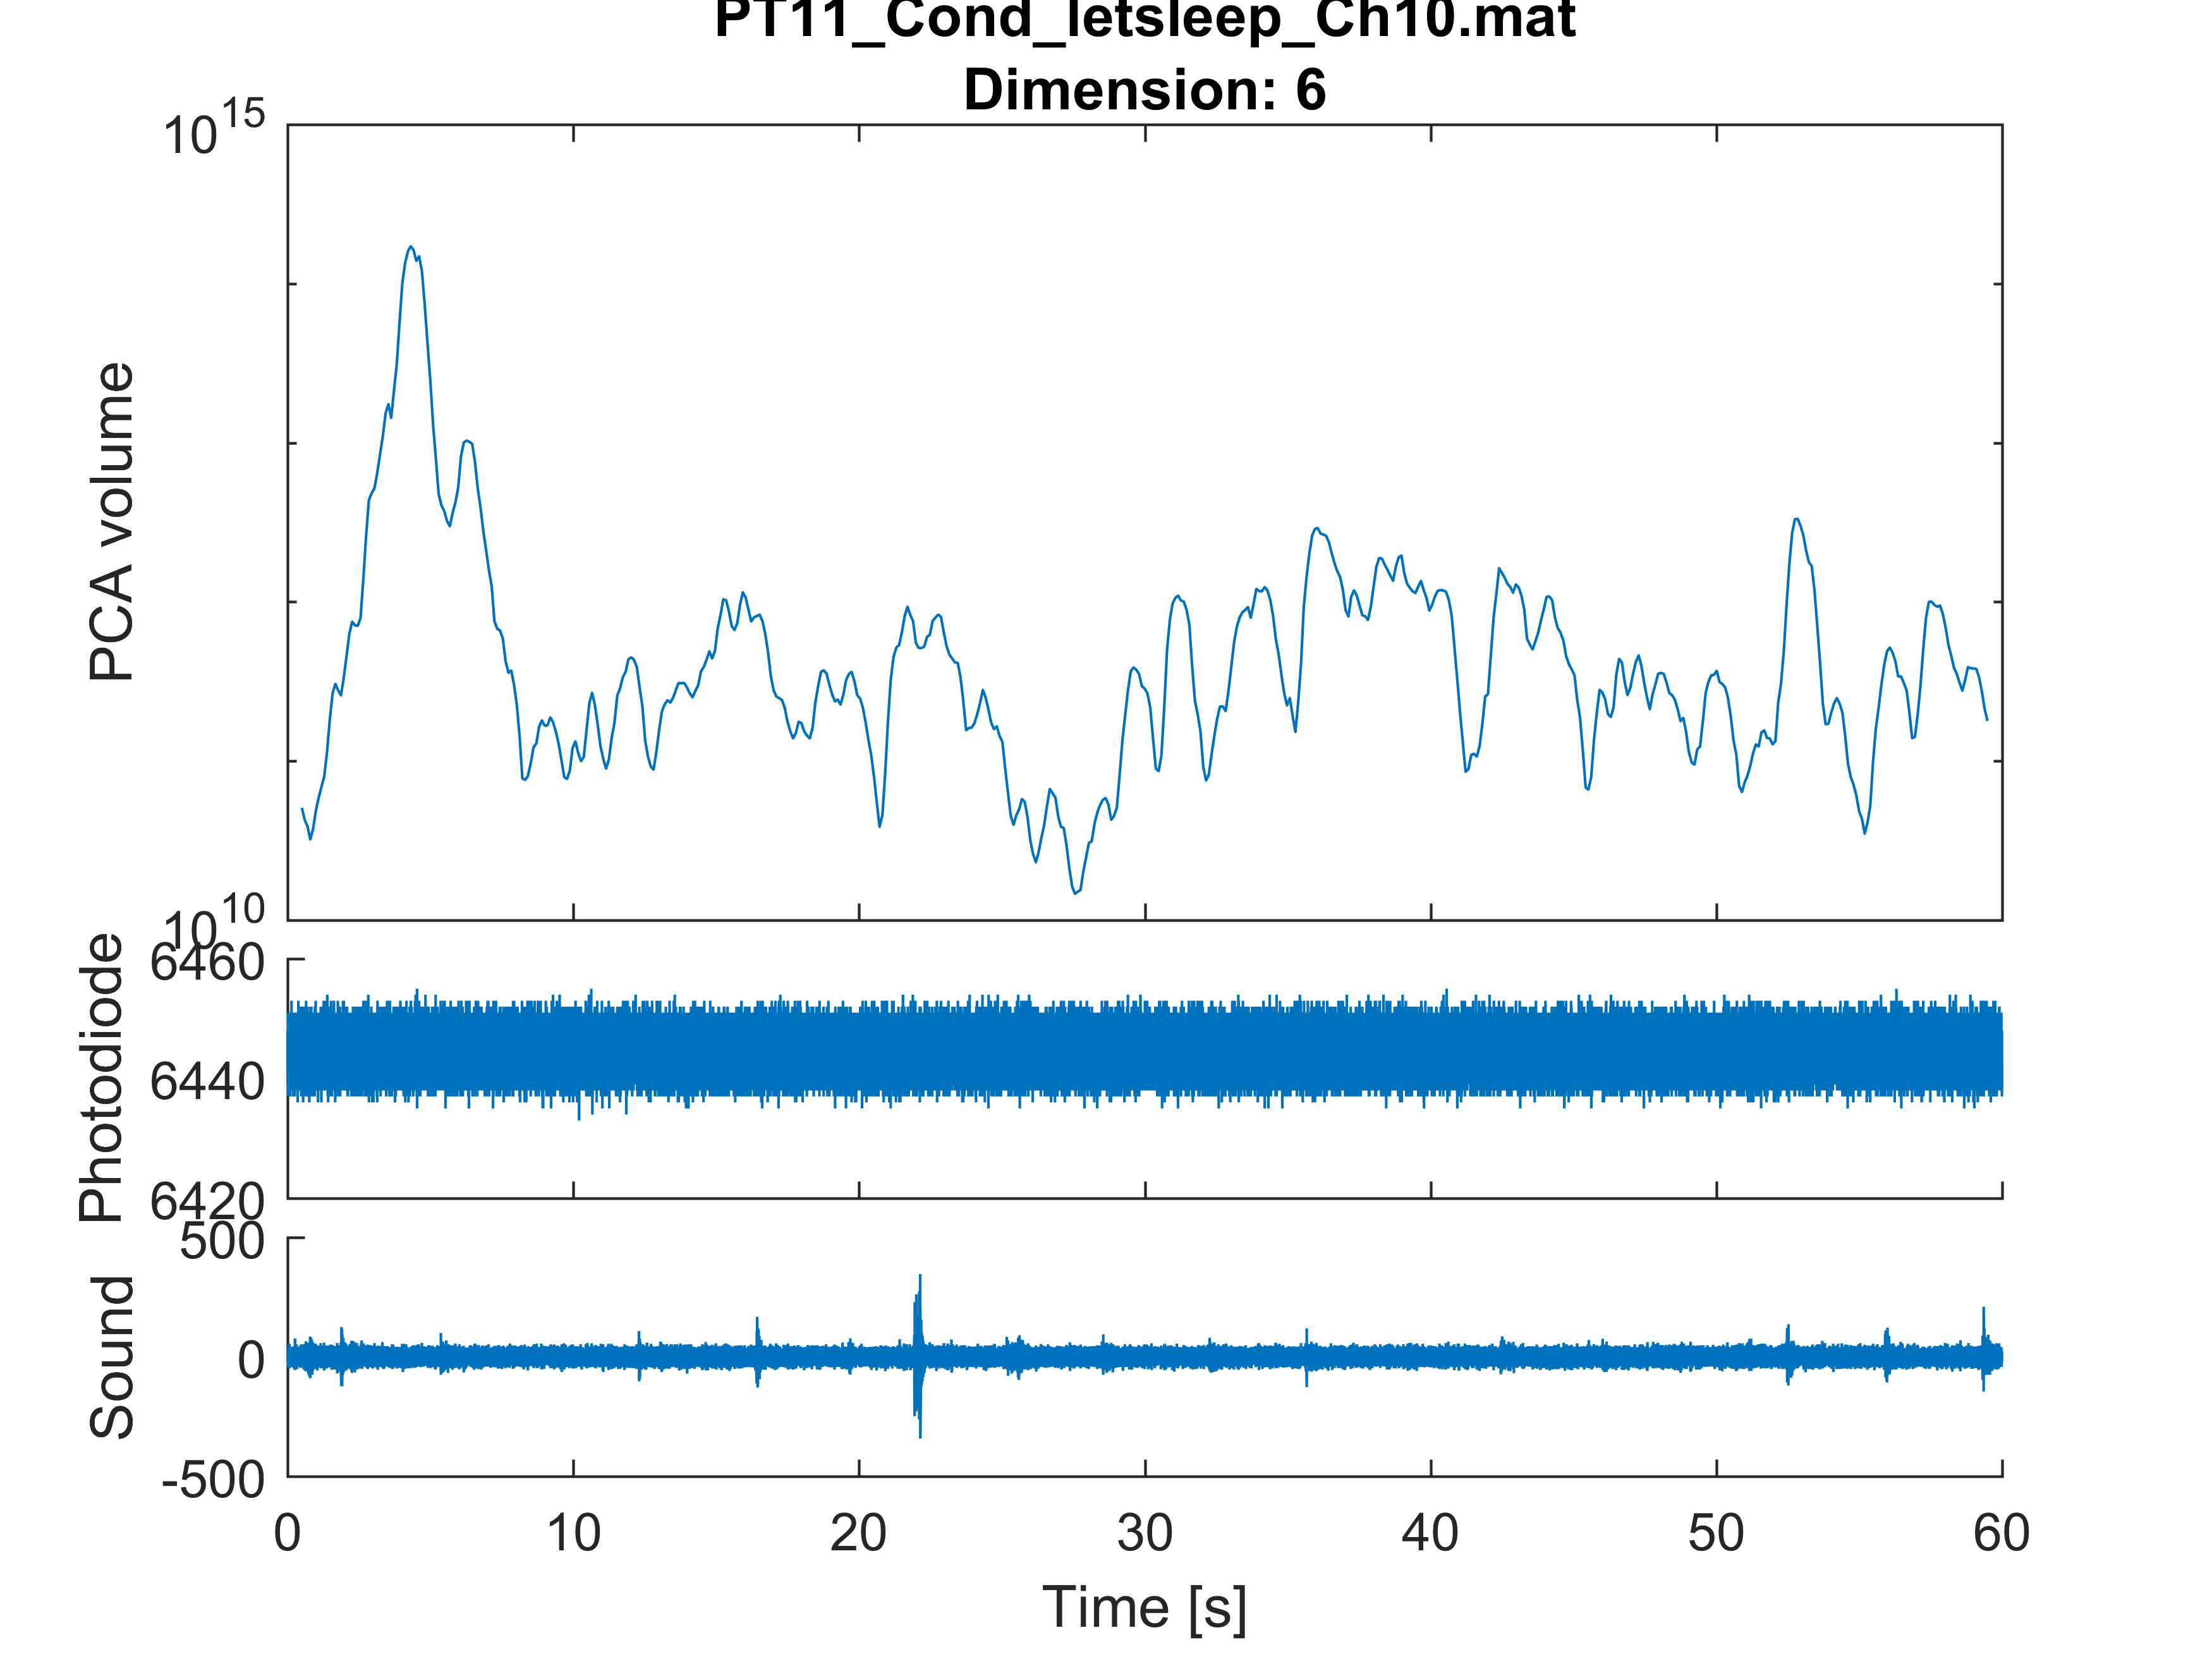 PT11_Cond_letsleep_Ch10.mat
Dimension: 6
10^15
PCA volume
10^10
6460
Photodiode
6440
6420
500
Sound
0
-500
0 10 20 30 40 50 60
Time [s]